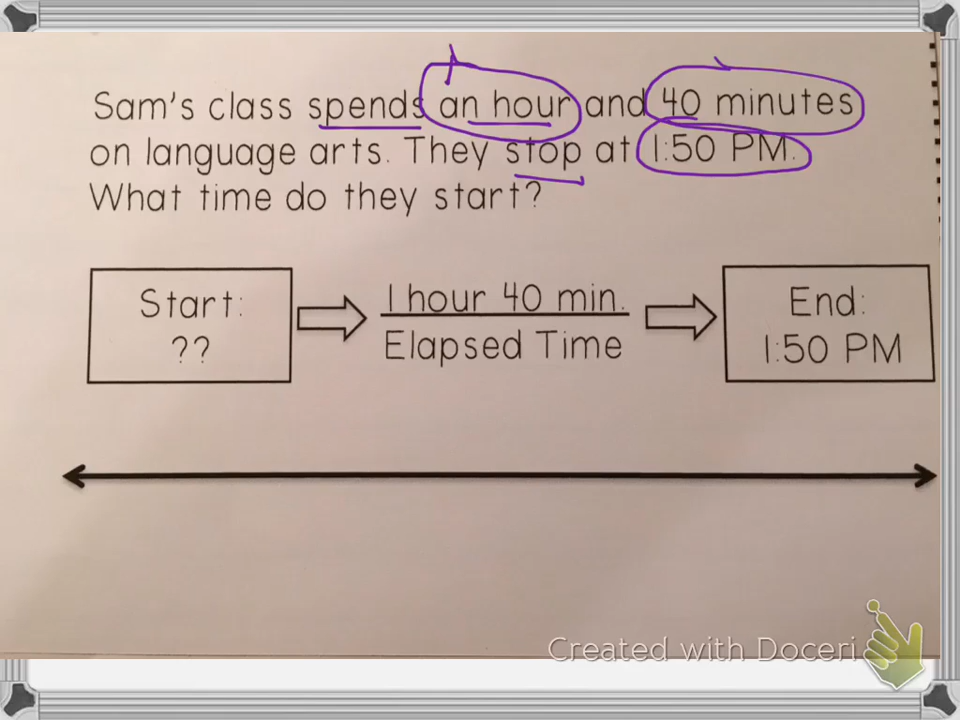 Sam's class spends an hour and 40 minutes
on language arts. They stop at 1:50 PM.
What time do they start?
Start:
??
1 hour 40 min.
Elapsed Time
End:
1:50 PM
Created with Doceri